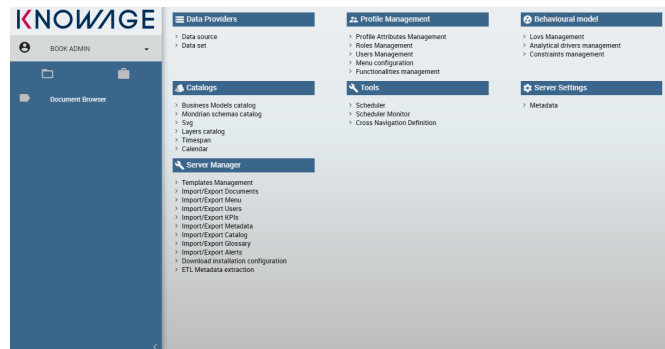 KNOWAGE
BOOK ADMIN
Document Browser
Data Providers
> Data source
> Data set
Profile Management
> Profile Attributes Management
> Roles Management
> Users Management
> Menu configuration
> Functionalities management
Behavioural model
> Lovs Management
> Analytical drivers management
> Constraints management
Catalogs
> Business Models catalog
> Mondrian schemas catalog
> Svg
> Layers catalog
> Timespan
> Calendar
Tools
> Scheduler
> Scheduler Monitor
> Cross Navigation Definition
Server Settings
> Metadata
Server Manager
> Templates Management
> Import/Export Documents
> Import/Export Menu
> Import/Export Users
> Import/Export KPIs
> Import/Export Metadata
> Import/Export Catalog
> Import/Export Glossary
> Import/Export Alerts
> Download installation configuration
> ETL Metadata extraction